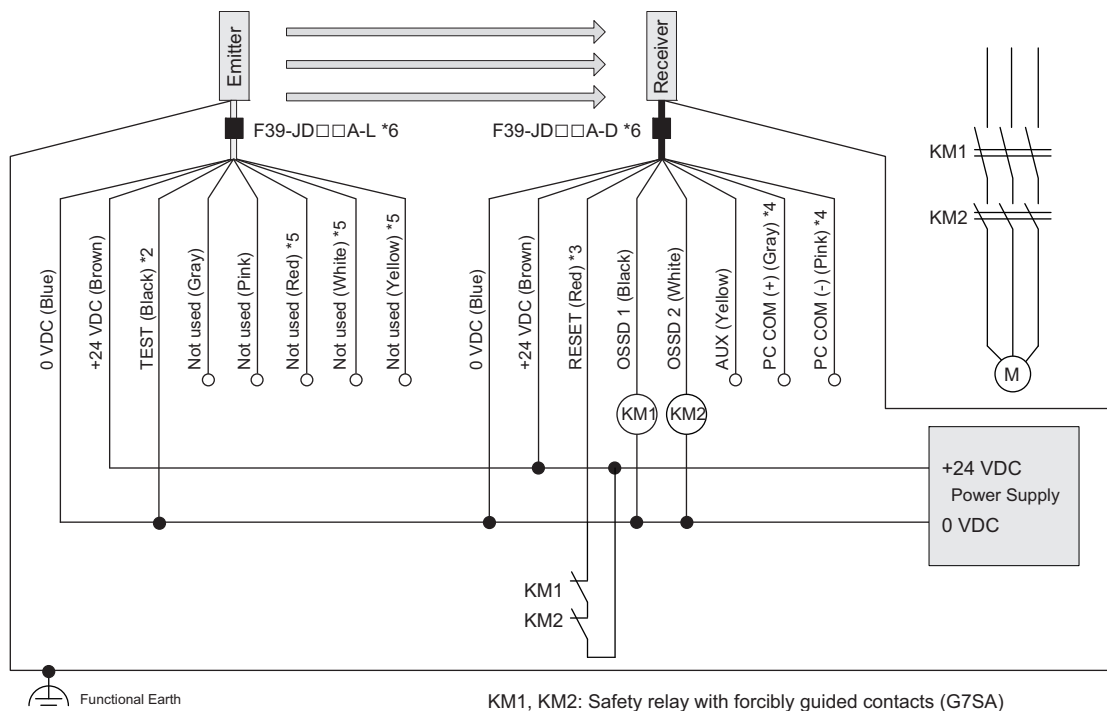 Emitter
Receiver
F39-JD□□A-L *6
F39-JD□□A-D *6
KM1
KM2
M
0 VDC (Blue)
+24 VDC (Brown)
TEST (Black) *2
Not used (Gray)
Not used (Pink)
Not used (Red) *5
Not used (White) *5
Not used (Yellow) *5
0 VDC (Blue)
+24 VDC (Brown)
RESET (Red) *3
OSSD 1 (Black)
OSSD 2 (White)
AUX (Yellow)
PC COM (+) (Gray) *4
PC COM (-) (Pink) *4
KM1
KM2
+24 VDC
Power Supply
0 VDC
KM1
KM2
Functional Earth
KM1, KM2: Safety relay with forcibly guided contacts (G7SA)